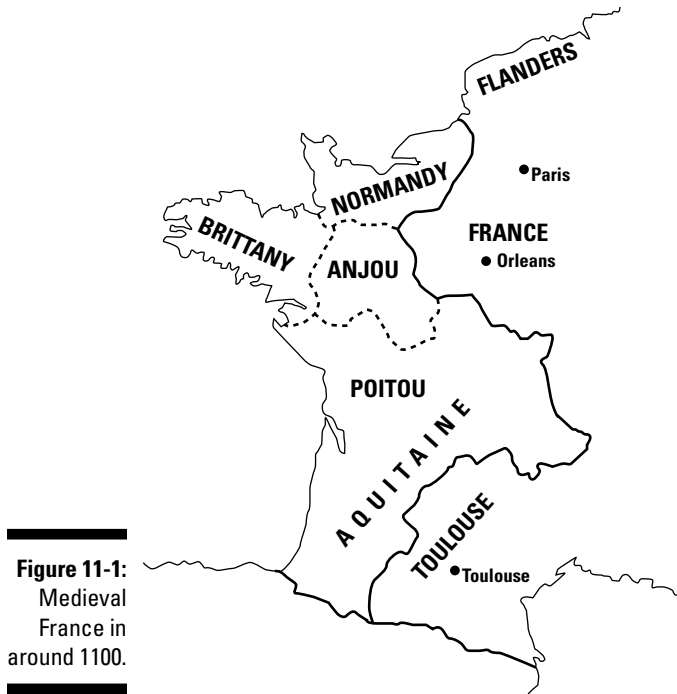 FLANDERS
Paris
NORMANDY
BRITTANY
FRANCE
ANJOU
Orleans
POITOU
AQUITAINE
TOULOUSE
Toulouse
Figure 11-1:
Medieval
France in
around 1100.